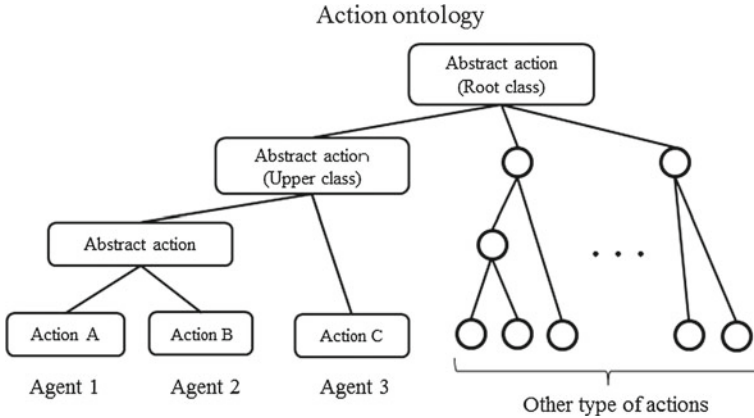 Action ontology
Abstract action
(Root class)
Abstract action
(Upper class)
Abstract action
Action A
Action B
Action C
Agent 1
Agent 2
Agent 3
Other type of actions